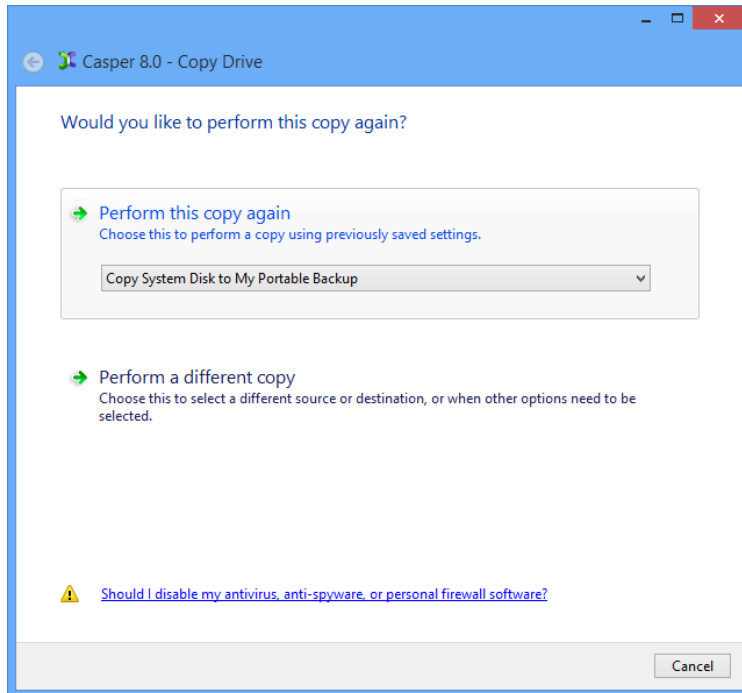 Casper 8.0 - Copy Drive
Would you like to perform this copy again?
Perform this copy again
Choose this to perform a copy using previously saved settings.
Copy System Disk to My Portable Backup
Perform a different copy
Choose this to select a different source or destination, or when other options need to be
selected.
Should I disable my antivirus, anti-spyware, or personal firewall software?
Cancel